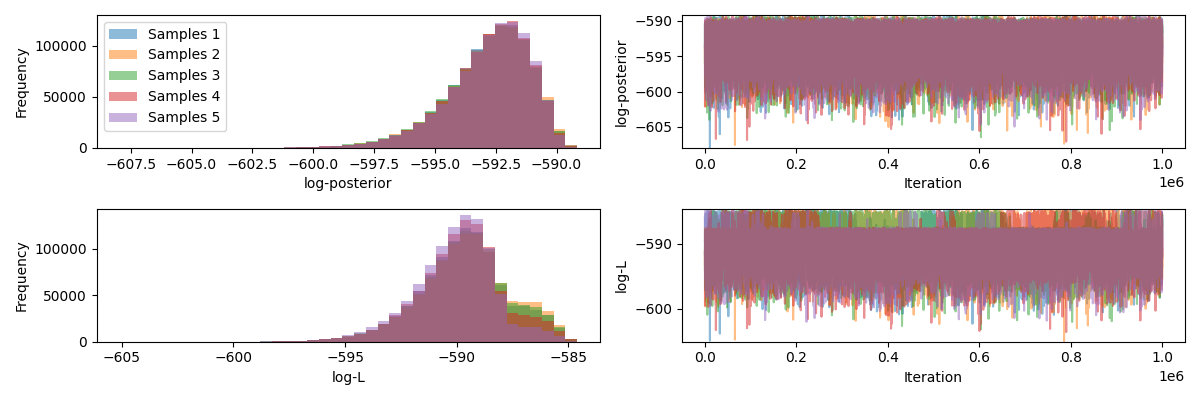 Frequency
100000
50000
0
Samples 1
Samples 2
Samples 3
Samples 4
Samples 5
−607.5 −605.0 −602.5 −600.0 −597.5 −595.0 −592.5 −590.0
log-posterior
log-posterior
−590
−595
−600
−605
0.0 0.2 0.4 0.6 0.8 1.0
Iteration
1e6
Frequency
100000
50000
0
−605 −600 −595 −590 −585
log-L
log-L
−590
−600
0.0 0.2 0.4 0.6 0.8 1.0
Iteration
1e6